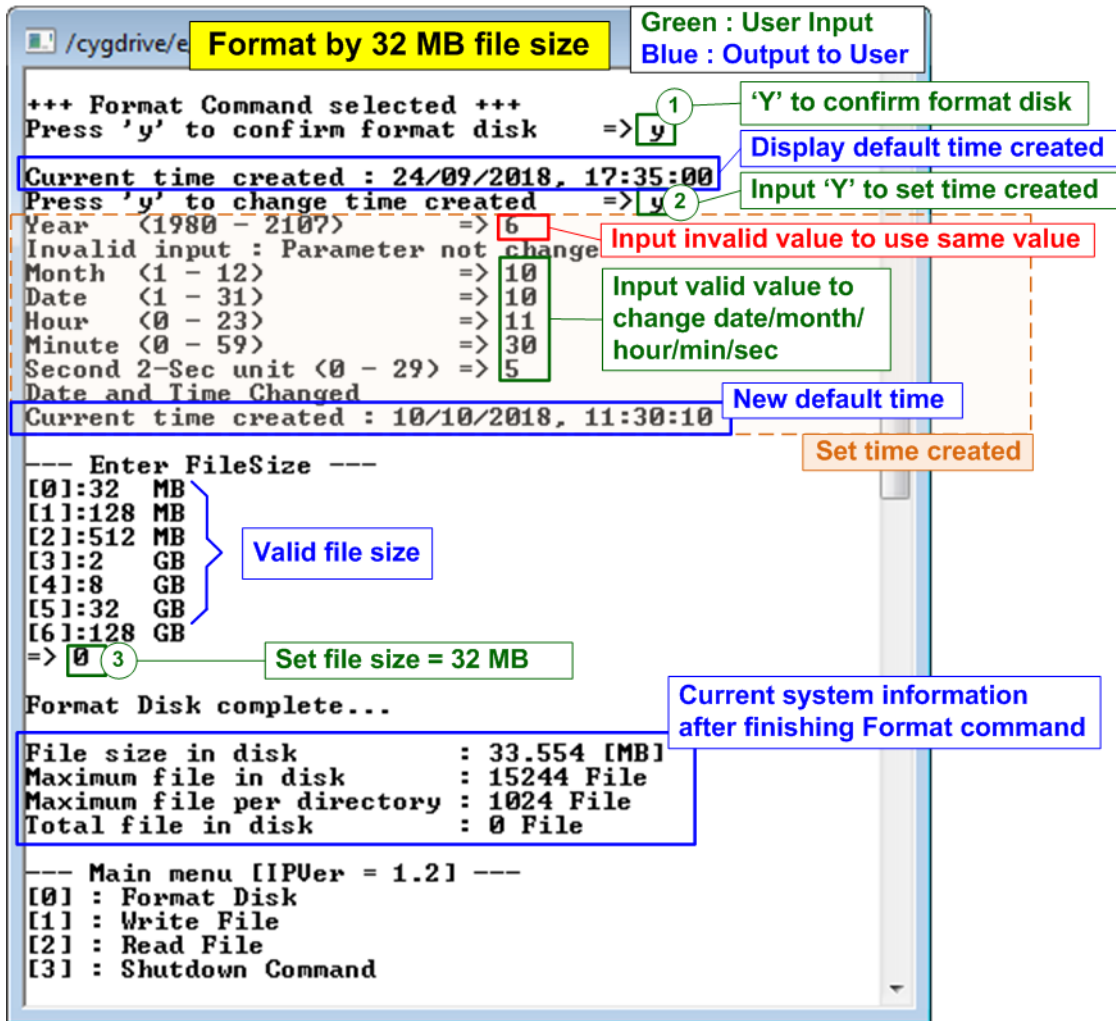 /cygdrive/e
Format by 32 MB file size
Green : User Input
Blue : Output to User
+++ Format Command selected +++
Press 'y' to confirm format disk => y
1
‘Y’ to confirm format disk
Display default time created
Current time created : 24/09/2018, 17:35:00
Press 'y' to change time created => y
2
Input ‘Y’ to set time created
Year (1980 - 2107) => 6
Input invalid value to use same value
Invalid input : Parameter not change
Month (1 - 12) => 10
Date (1 - 31) => 10
Hour (0 - 23) => 11
Minute (0 - 59) => 30
Second 2-Sec unit (0 - 29) => 5
Input valid value to
change date/month/
hour/min/sec
Date and Time Changed
New default time
Current time created : 10/10/2018, 11:30:10
Set time created
--- Enter FileSize ---
[0]:32 MB
[1]:128 MB
[2]:512 MB
[3]:2 GB
[4]:8 GB
[5]:32 GB
[6]:128 GB
Valid file size
=> 0
3
Set file size = 32 MB
Format Disk complete...
Current system information
after finishing Format command
File size in disk : 33.554 [MB]
Maximum file in disk : 15244 File
Maximum file per directory : 1024 File
Total file in disk : 0 File
--- Main menu [IPVer = 1.2] ---
[0] : Format Disk
[1] : Write File
[2] : Read File
[3] : Shutdown Command